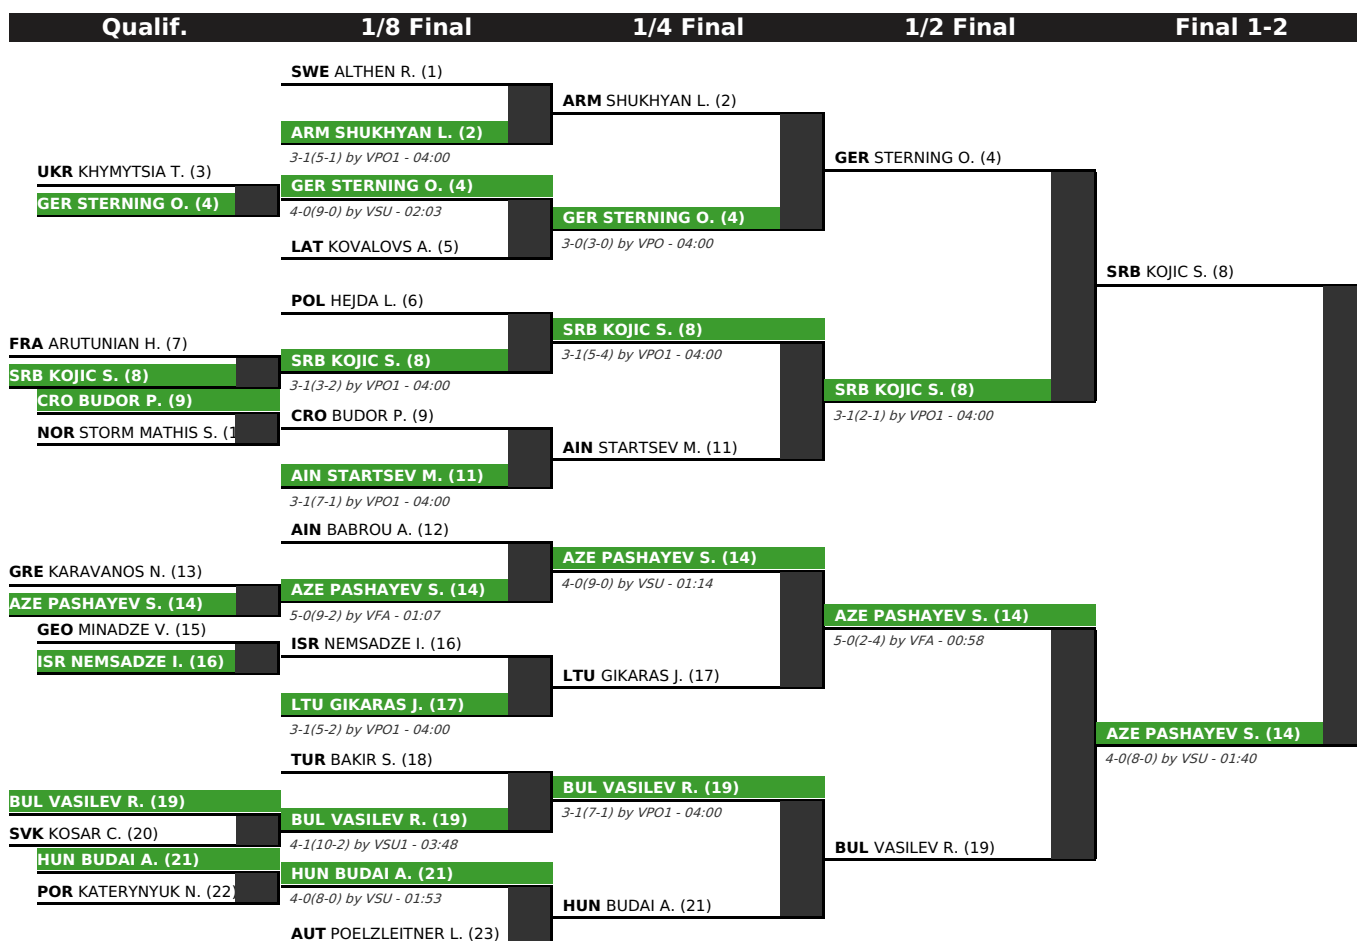 Qualif.
1/8 Final
1/4 Final
1/2 Final
Final 1-2
UKR KHYMYTSIA T. (3)
GER STERNING O. (4)
FRA ARUTUNIAN H. (7)
SRB KOJIC S. (8)
CRO BUDOR P. (9)
NOR STORM MATHIS S. (1
GRE KARAVANOS N. (13)
AZE PASHAYEV S. (14)
GEO MINADZE V. (15)
ISR NEMSADZE I. (16)
BUL VASILEV R. (19)
SVK KOSAR C. (20)
HUN BUDAI A. (21)
POR KATERYNYUK N. (22)
SWE ALTHEN R. (1)
ARM SHUKHYAN L. (2)
3-1(5-1) by VPO1 - 04:00
GER STERNING O. (4)
4-0(9-0) by VSU - 02:03
LAT KOVALOVS A. (5)
POL HEJDA L. (6)
SRB KOJIC S. (8)
3-1(3-2) by VPO1 - 04:00
CRO BUDOR P. (9)
AIN STARTSEV M. (11)
3-1(7-1) by VPO1 - 04:00
AIN BABROU A. (12)
AZE PASHAYEV S. (14)
5-0(9-2) by VFA - 01:07
ISR NEMSADZE I. (16)
LTU GIKARAS J. (17)
3-1(5-2) by VPO1 - 04:00
TUR BAKIR S. (18)
BUL VASILEV R. (19)
4-1(10-2) by VSU1 - 03:48
HUN BUDAI A. (21)
4-0(8-0) by VSU - 01:53
AUT POELZLEITNER L. (23)
ARM SHUKHYAN L. (2)
GER STERNING O. (4)
3-0(3-0) by VPO - 04:00
SRB KOJIC S. (8)
3-1(5-4) by VPO1 - 04:00
AIN STARTSEV M. (11)
AZE PASHAYEV S. (14)
4-0(9-0) by VSU - 01:14
LTU GIKARAS J. (17)
BUL VASILEV R. (19)
3-1(7-1) by VPO1 - 04:00
HUN BUDAI A. (21)
GER STERNING O. (4)
SRB KOJIC S. (8)
3-1(2-1) by VPO1 - 04:00
AZE PASHAYEV S. (14)
5-0(2-4) by VFA - 00:58
BUL VASILEV R. (19)
SRB KOJIC S. (8)
AZE PASHAYEV S. (14)
4-0(8-0) by VSU - 01:40